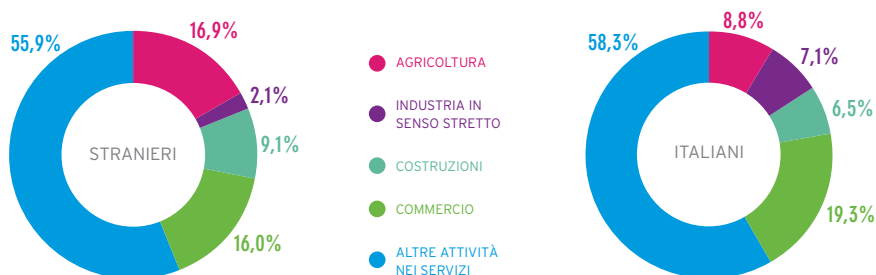 55,9%
16,9%
2,1%
9,1%
16,0%
STRANIERI
AGRICOLTURA
INDUSTRIA IN
SENSO STRETTO
COSTRUZIONI
COMMERCIO
ALTRE ATTIVITÀ
NEI SERVIZI
58,3%
8,8%
7,1%
6,5%
19,3%
ITALIANI